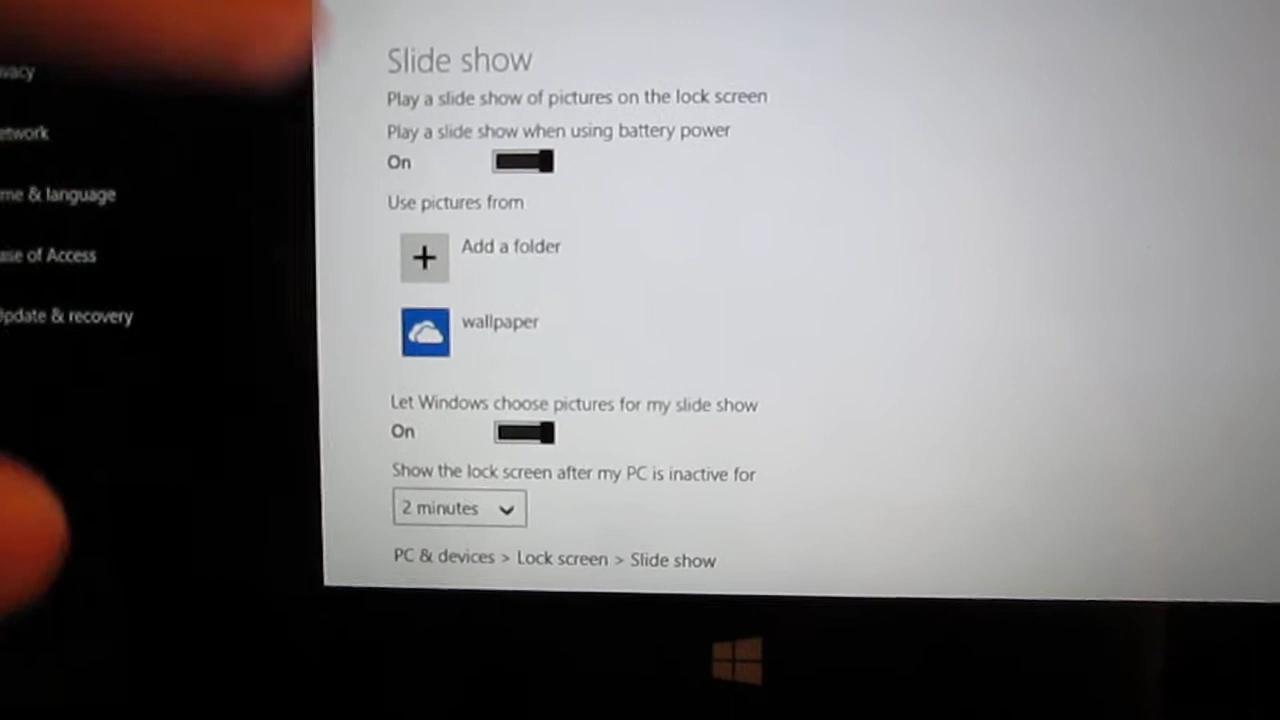 Slide show
Play a slide show of pictures on the lock screen
Play a slide show when using battery power
On
Use pictures from
Add a folder
wallpaper
Let Windows choose pictures for my slide show
On
Show the lock screen after my PC is inactive for
2 minutes
PC & devices > Lock screen > Slide show
vacy
etwork
me & language
ase of Access
pdate & recovery